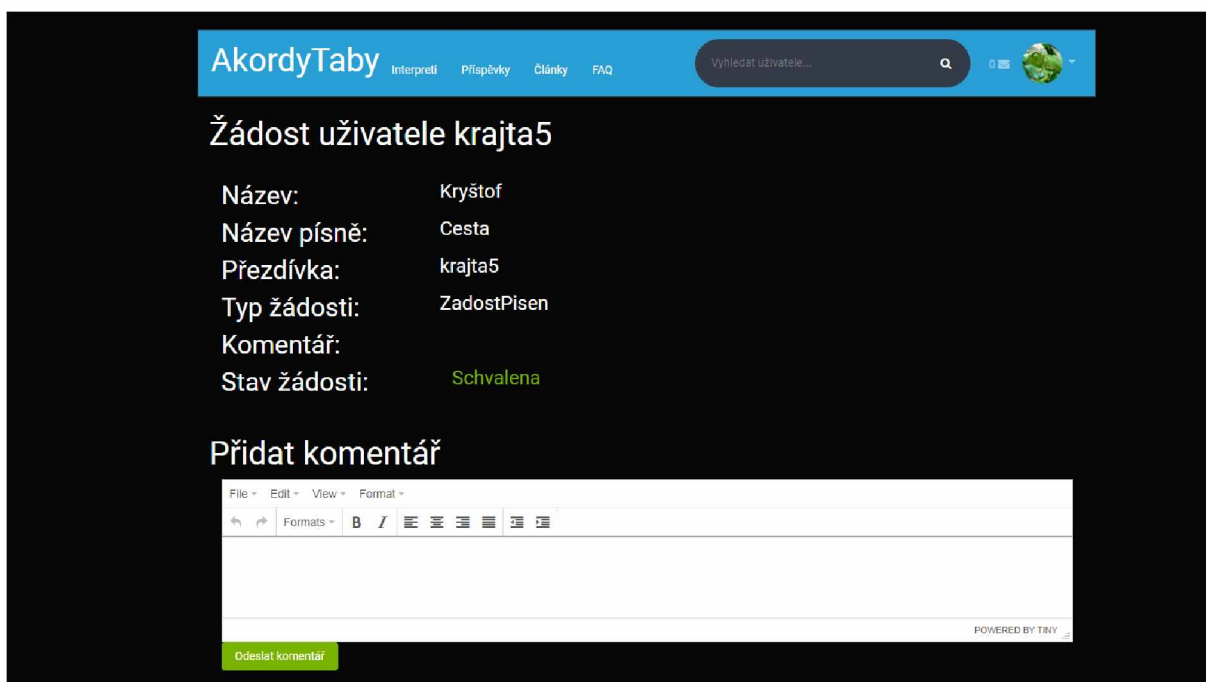 AkordyTaby Interpreti Příspěvky Články FAQ Vyhledat uživatele... 0
Žádost uživatele krajta5
Název: Kryštof
Název písně: Cesta
Přezdívka: krajta5
Typ žádosti: ZadostPisen
Komentář:
Stav žádosti: Schvalena
Přidat komentář
File Edit View Format
Formats B I
POWERED BY TINY
Odeslat komentář